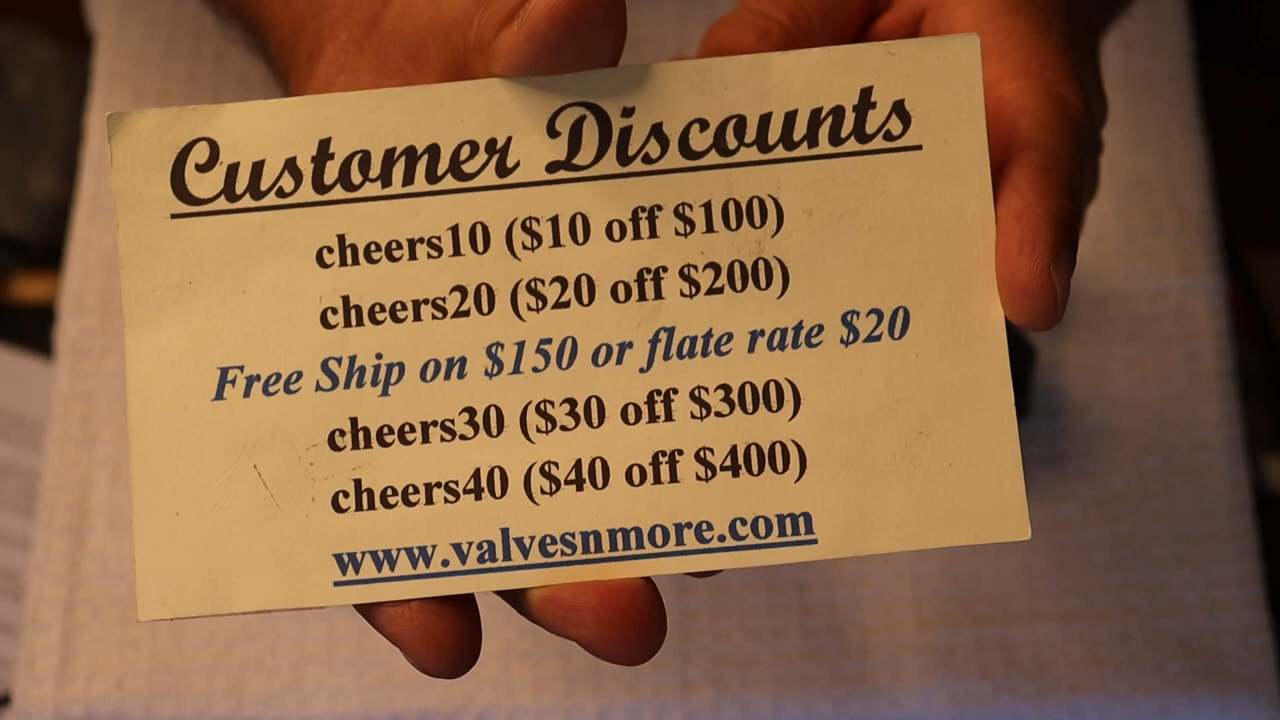 Customer Discounts
cheers10 ($10 off $100)
cheers20 ($20 off $200)
Free Ship on $150 or flate rate $20
cheers30 ($30 off $300)
cheers40 ($40 off $400)
www.valvesnmore.com